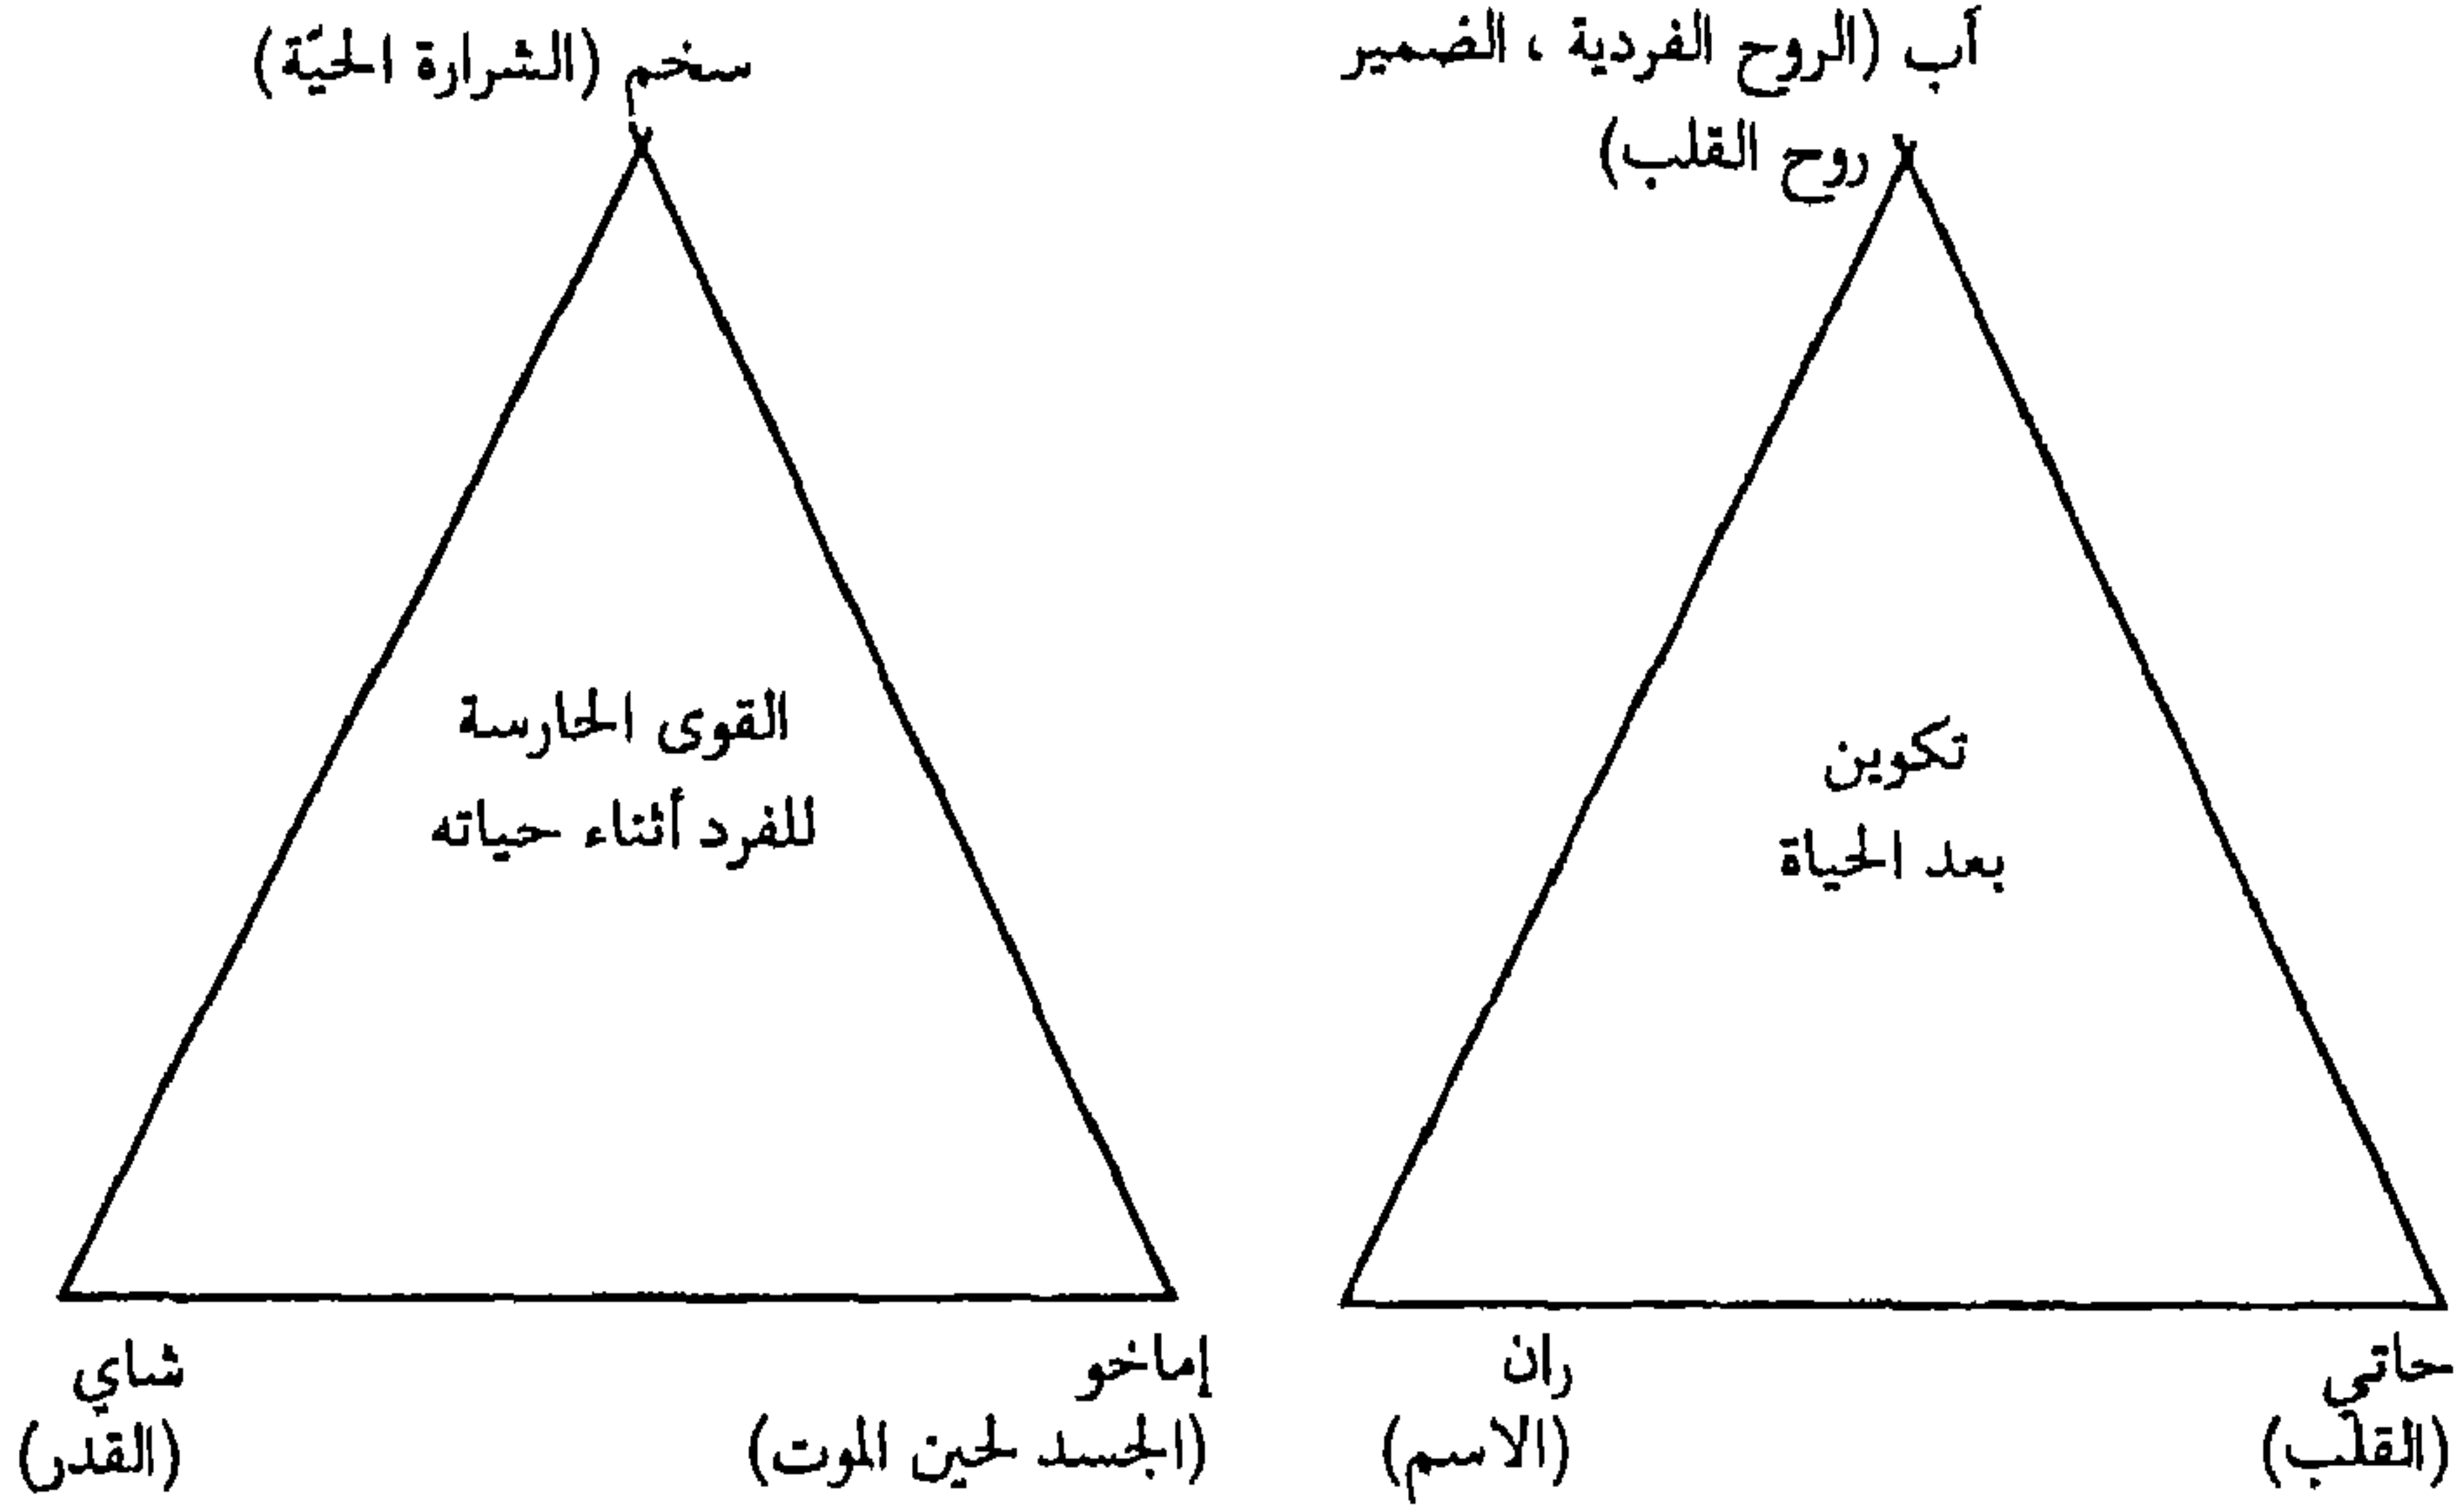 أب (الروح الفردية ، الضمير
روح القلب)
تكوين
بعد الحياة
حاتي
(القلب)
ران
(الاسم)
سخم (الشرارة الحيّة)
القوى الحارسة
للفرد أثناء حياته
إماخو
(الجسد لحين الموت)
شاي
(القدر)